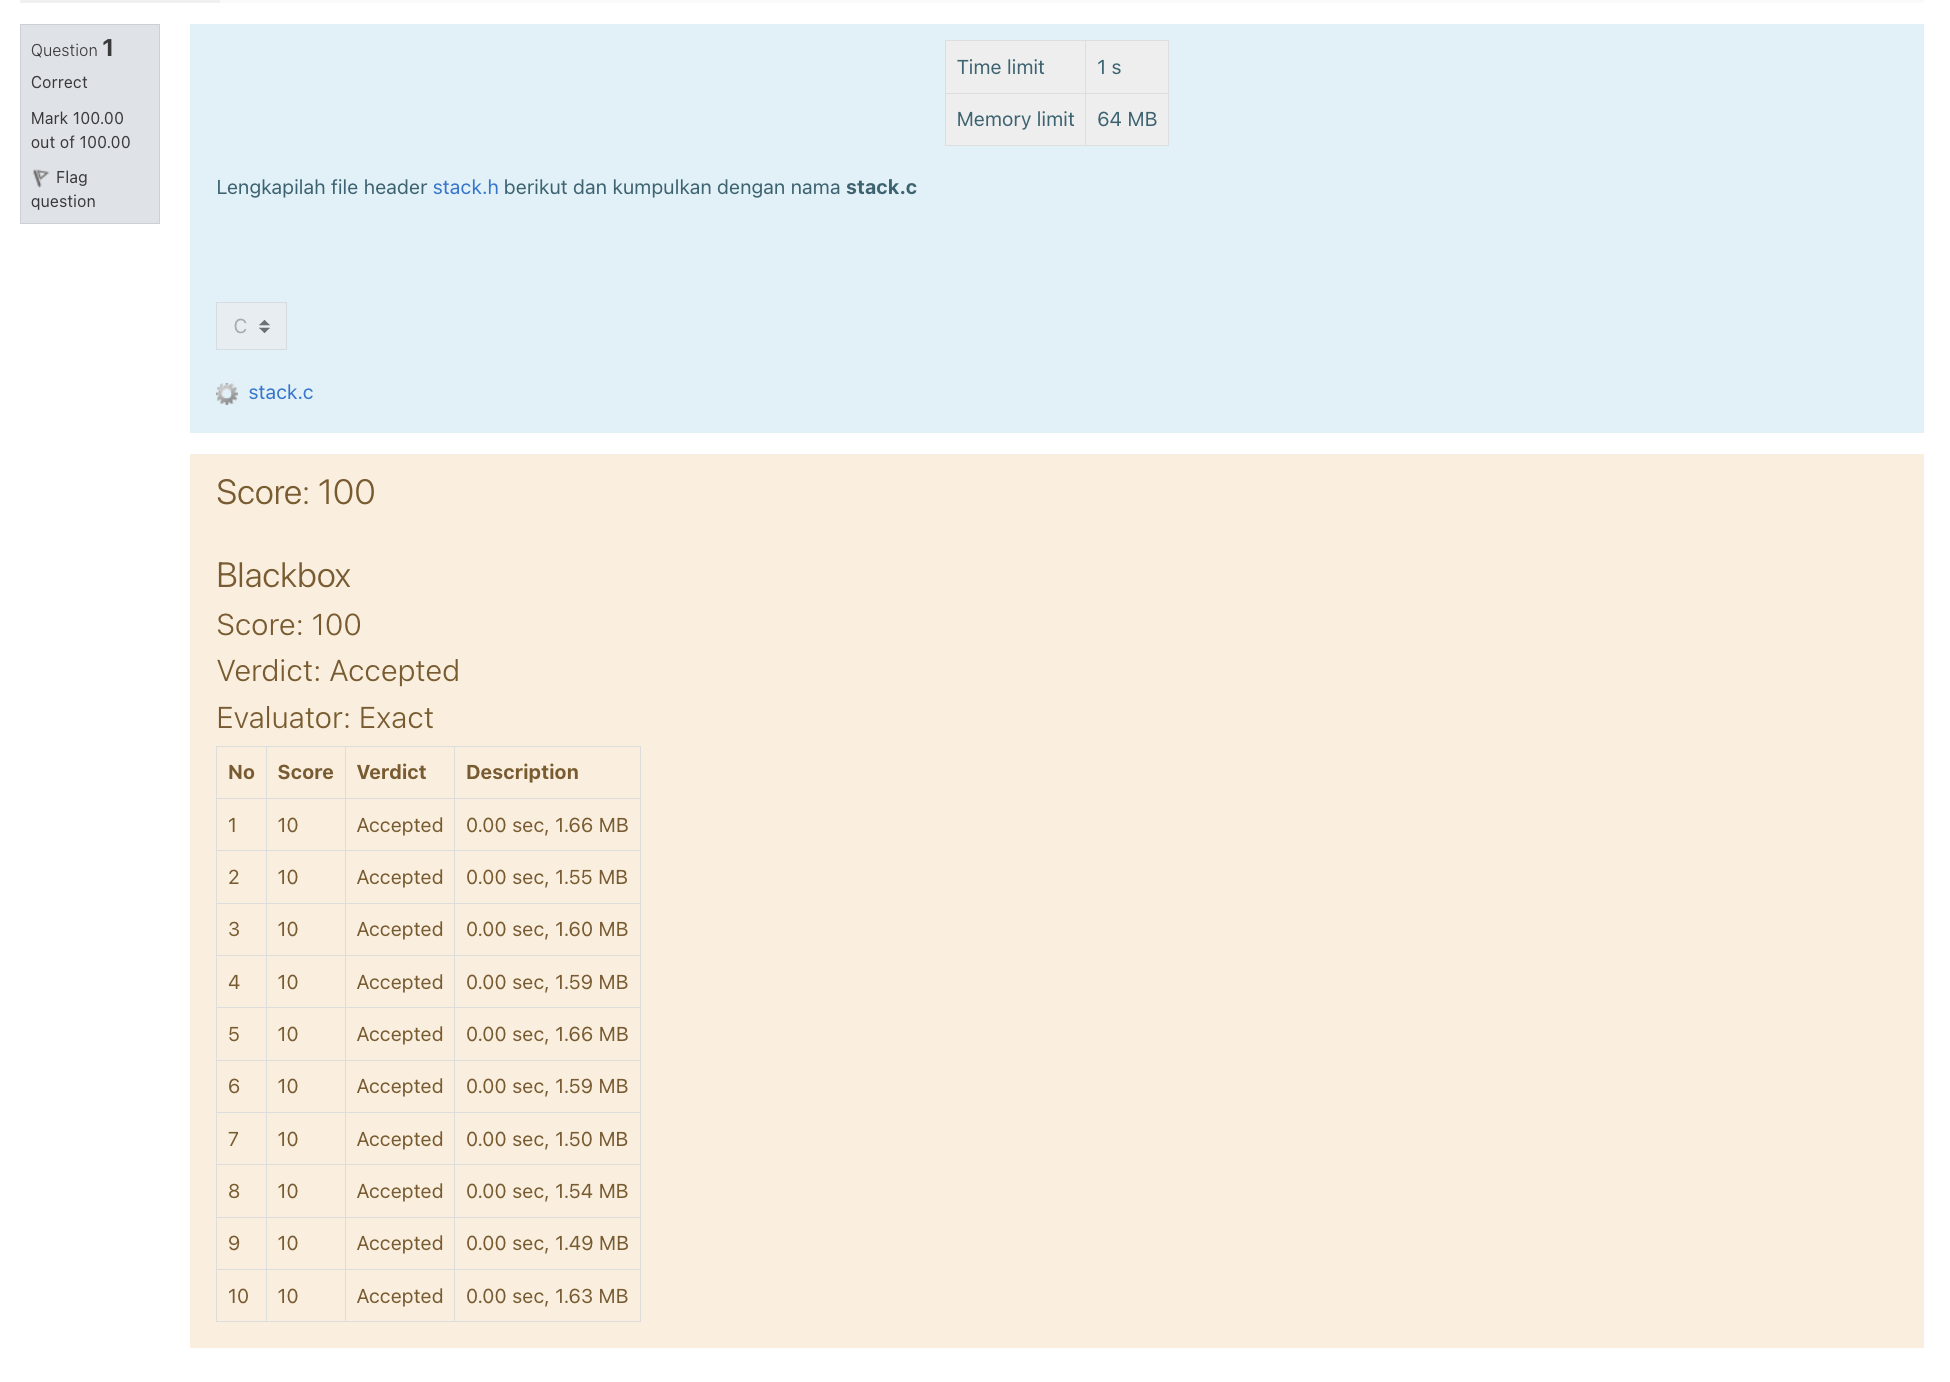 Question 1
Correct
Mark 100.00
out of 100.00
Flag
question
Time limit 1 s
Memory limit 64 MB
Lengkapilah file header stack.h berikut dan kumpulkan dengan nama stack.c
C
stack.c
Score: 100
Blackbox
Score: 100
Verdict: Accepted
Evaluator: Exact
No Score Verdict Description
1 10 Accepted 0.00 sec, 1.66 MB
2 10 Accepted 0.00 sec, 1.55 MB
3 10 Accepted 0.00 sec, 1.60 MB
4 10 Accepted 0.00 sec, 1.59 MB
5 10 Accepted 0.00 sec, 1.66 MB
6 10 Accepted 0.00 sec, 1.59 MB
7 10 Accepted 0.00 sec, 1.50 MB
8 10 Accepted 0.00 sec, 1.54 MB
9 10 Accepted 0.00 sec, 1.49 MB
10 10 Accepted 0.00 sec, 1.63 MB